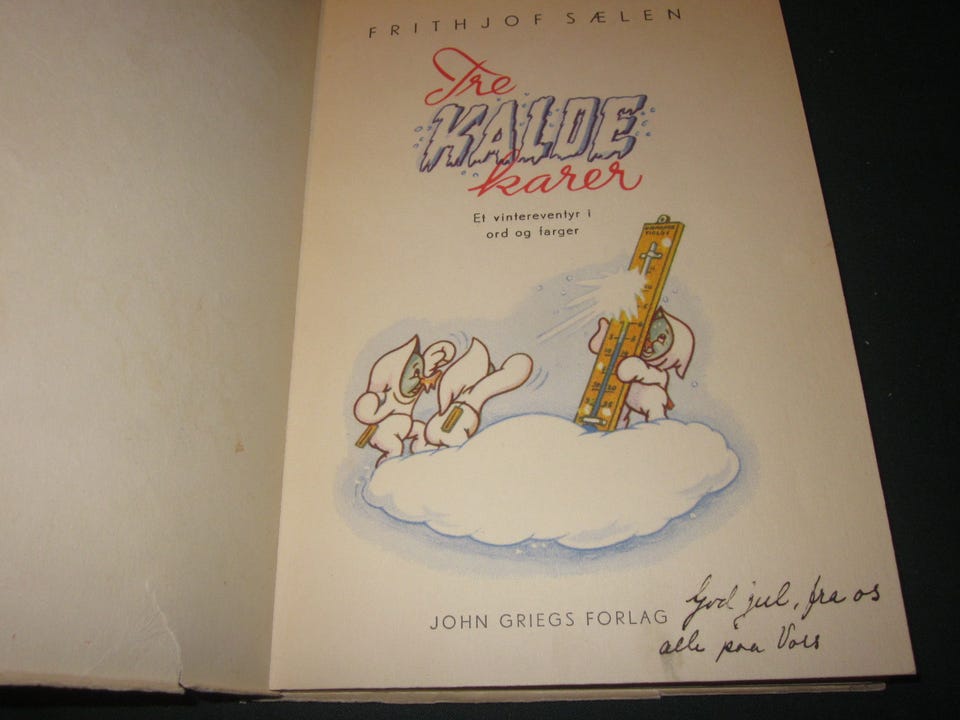 FRITHJOF SÆLEN
Tre
KALDE
karer
Et vintereventyr i
ord og farger
JOHN GRIEGS FORLAG
God jul, fra os
alle paa Voss